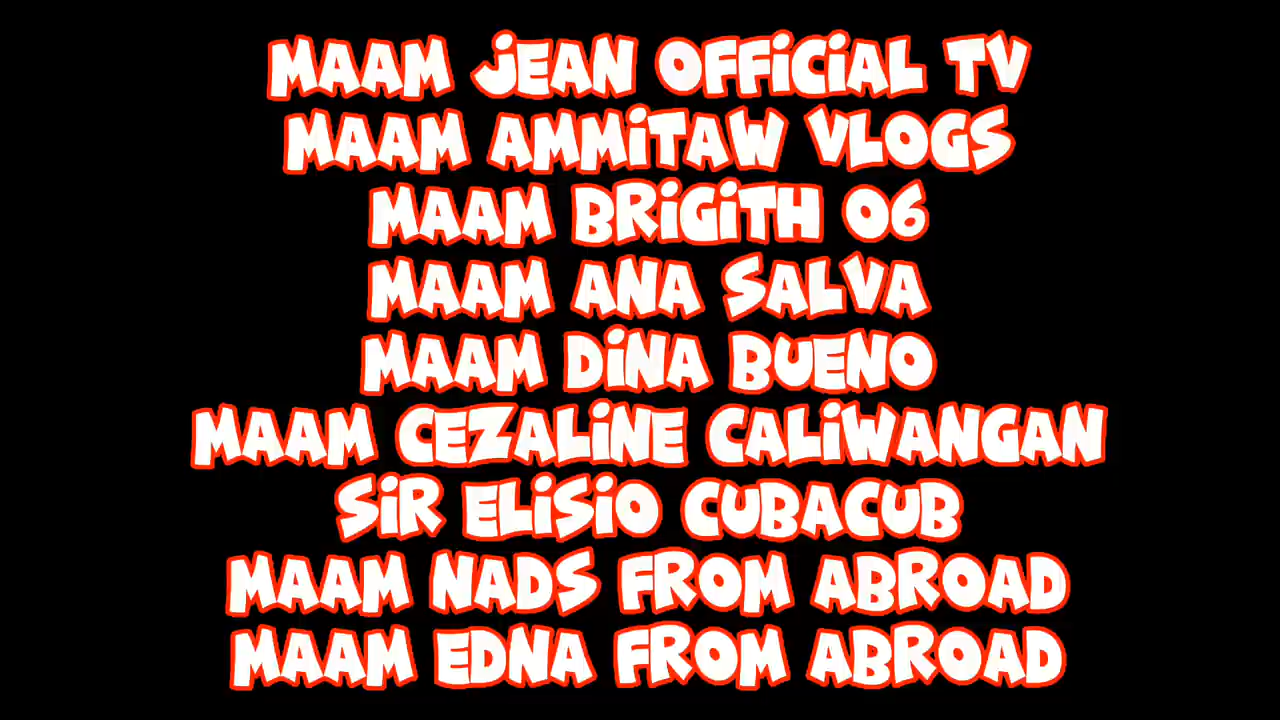 MAAM JEAN OFFICIAL TV
MAAM AMMITAW VLOGS
MAAM BRIGITH 06
MAAM ANA SALVA
MAAM DINA BUENO
MAAM CEZALINE CALIWANGAN
SIR ELISIO CUBACUB
MAAM NADS FROM ABROAD
MAAM EDNA FROM ABROAD